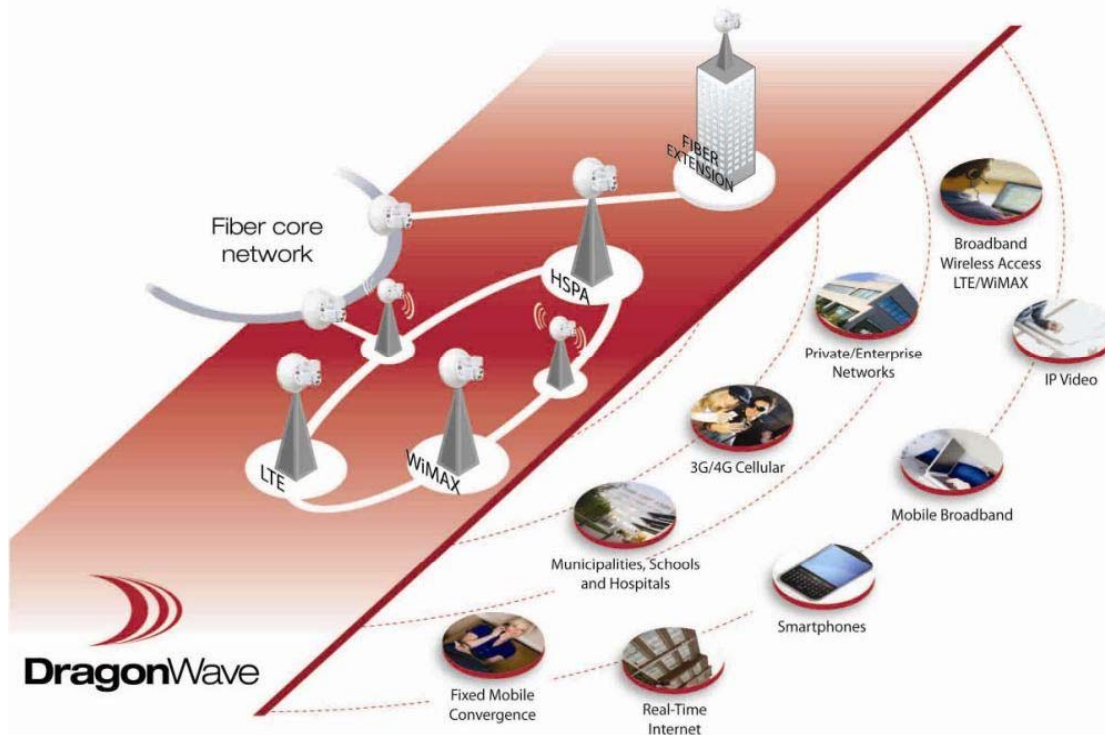 FIBER
EXTENSION
Fiber core
network
HSPA
LTE
WiMAX
Broadband
Wireless Access
LTE/WiMAX
Private/Enterprise
Networks
IP Video
3G/4G Cellular
Mobile Broadband
Municipalities, Schools
and Hospitals
Smartphones
Fixed Mobile
Convergence
Real-Time
Internet
DragonWave